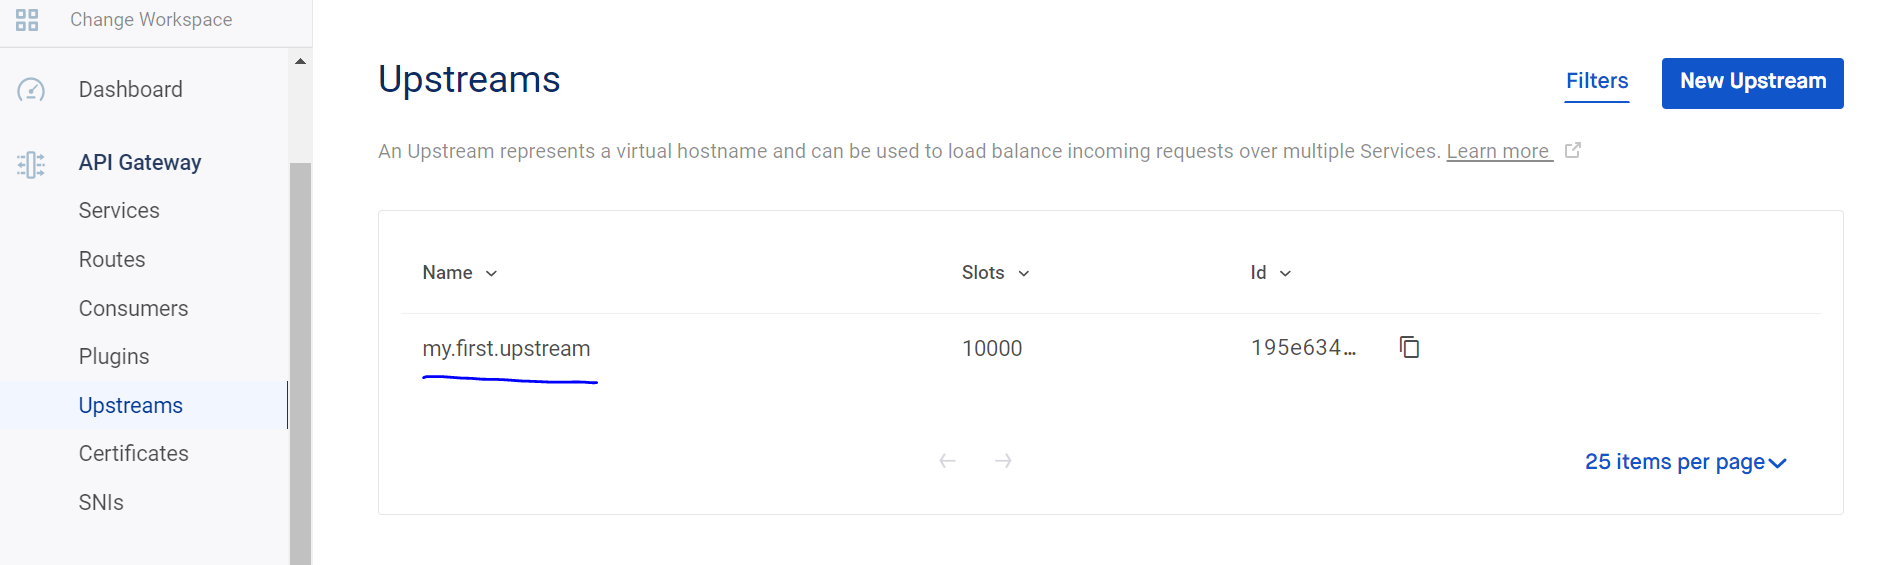 Change Workspace
Dashboard
API Gateway
Services
Routes
Consumers
Plugins
Upstreams
Certificates
SNIs
Upstreams
Filters
New Upstream
An Upstream represents a virtual hostname and can be used to load balance incoming requests over multiple Services. Learn more
Name Slots Id
my.first.upstream 10000 195e634...
25 items per page